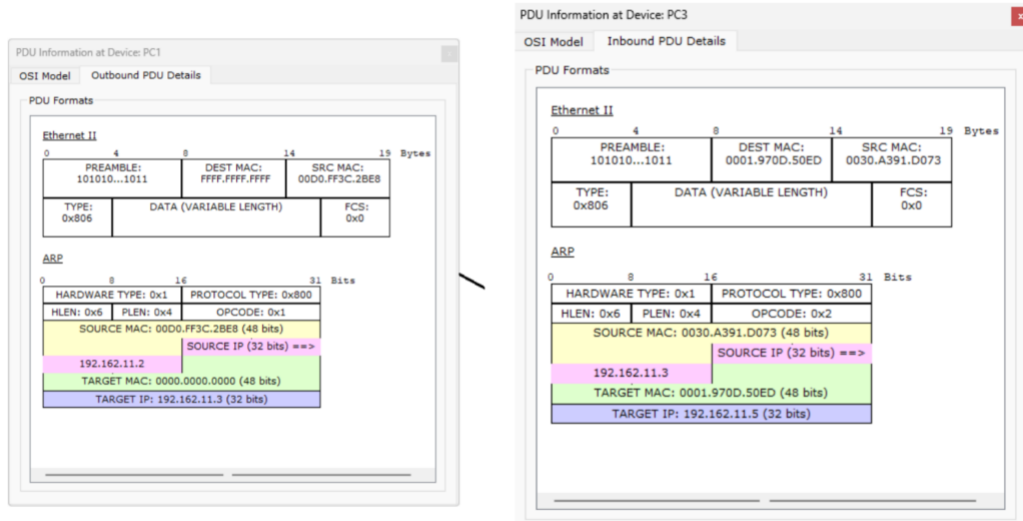 PDU Information at Device: PC1
OSI Model Outbound PDU Details
PDU Formats
Ethernet II
0 4 8 14 19 Bytes
PREAMBLE: DEST MAC: SRC MAC:
101010...1011 FFFF.FFFF.FFFF 00D0.FF3C.2BE8
TYPE: DATA (VARIABLE LENGTH) FCS:
0x806 0x0
ARP
0 8 16 31 Bits
HARDWARE TYPE: 0x1 PROTOCOL TYPE: 0x800
HLEN: 0x6 PLEN: 0x4 OPCODE: 0x1
SOURCE MAC: 00D0.FF3C.2BE8 (48 bits)
SOURCE IP (32 bits) ==>
192.162.11.2
TARGET MAC: 0000.0000.0000 (48 bits)
TARGET IP: 192.162.11.3 (32 bits)
PDU Information at Device: PC3
x
OSI Model Inbound PDU Details
PDU Formats
Ethernet II
0 4 8 14 19 Bytes
PREAMBLE: DEST MAC: SRC MAC:
101010...1011 0001.970D.50ED 0030.A391.D073
TYPE: DATA (VARIABLE LENGTH) FCS:
0x806 0x0
ARP
0 8 16 31 Bits
HARDWARE TYPE: 0x1 PROTOCOL TYPE: 0x800
HLEN: 0x6 PLEN: 0x4 OPCODE: 0x2
SOURCE MAC: 0030.A391.D073 (48 bits)
SOURCE IP (32 bits) ==>
192.162.11.3
TARGET MAC: 0001.970D.50ED (48 bits)
TARGET IP: 192.162.11.5 (32 bits)